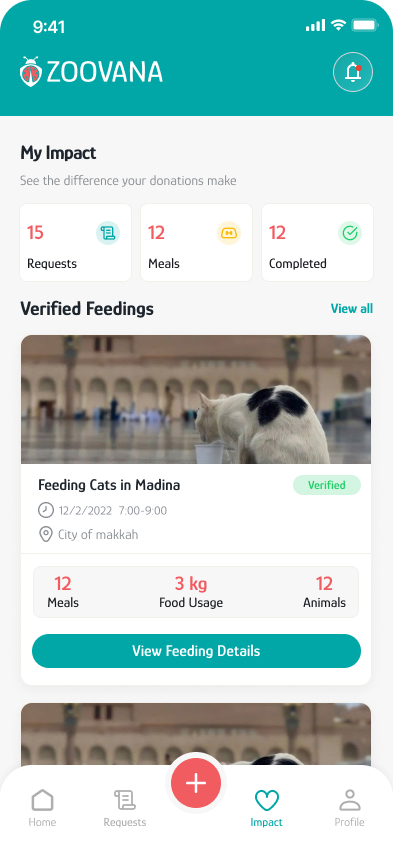 9:41
ZOOVANA
My Impact
See the difference your donations make
15
Requests
12
Meals
12
Completed
Verified Feedings
View all
Feeding Cats in Madina
Verified
12/2/2022 7:00-9:00
City of makkah
12
Meals
3 kg
Food Usage
12
Animals
View Feeding Details
Home
Requests
Impact
Profile